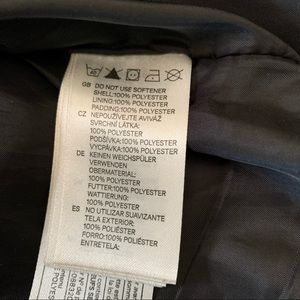 GB DO NOT USE SOFTENER
SHELL:100% POLYESTER
LINING:100% POLYESTER
PADDING:100% POLYESTER
CZ NEPOUŽÍVEJTE AVIVÁŽ
SVRCHNÍ LÁTKA:
100% POLYESTER
PODŠÍVKA:100% POLYESTER
VYCPÁVKA:100% POLYESTER
DE KEINEN WEICHSPÜLER
VERWENDEN
OBERMATERIAL:
100% POLYESTER
FUTTER:100% POLYESTER
WATTIERUNG:
100% POLYESTER
ES NO UTILIZAR SUAVIZANTE
TELA EXTERIOR:
100% POLIÉSTER
FORRO:100% POLIÉSTER
ENTRETELA: